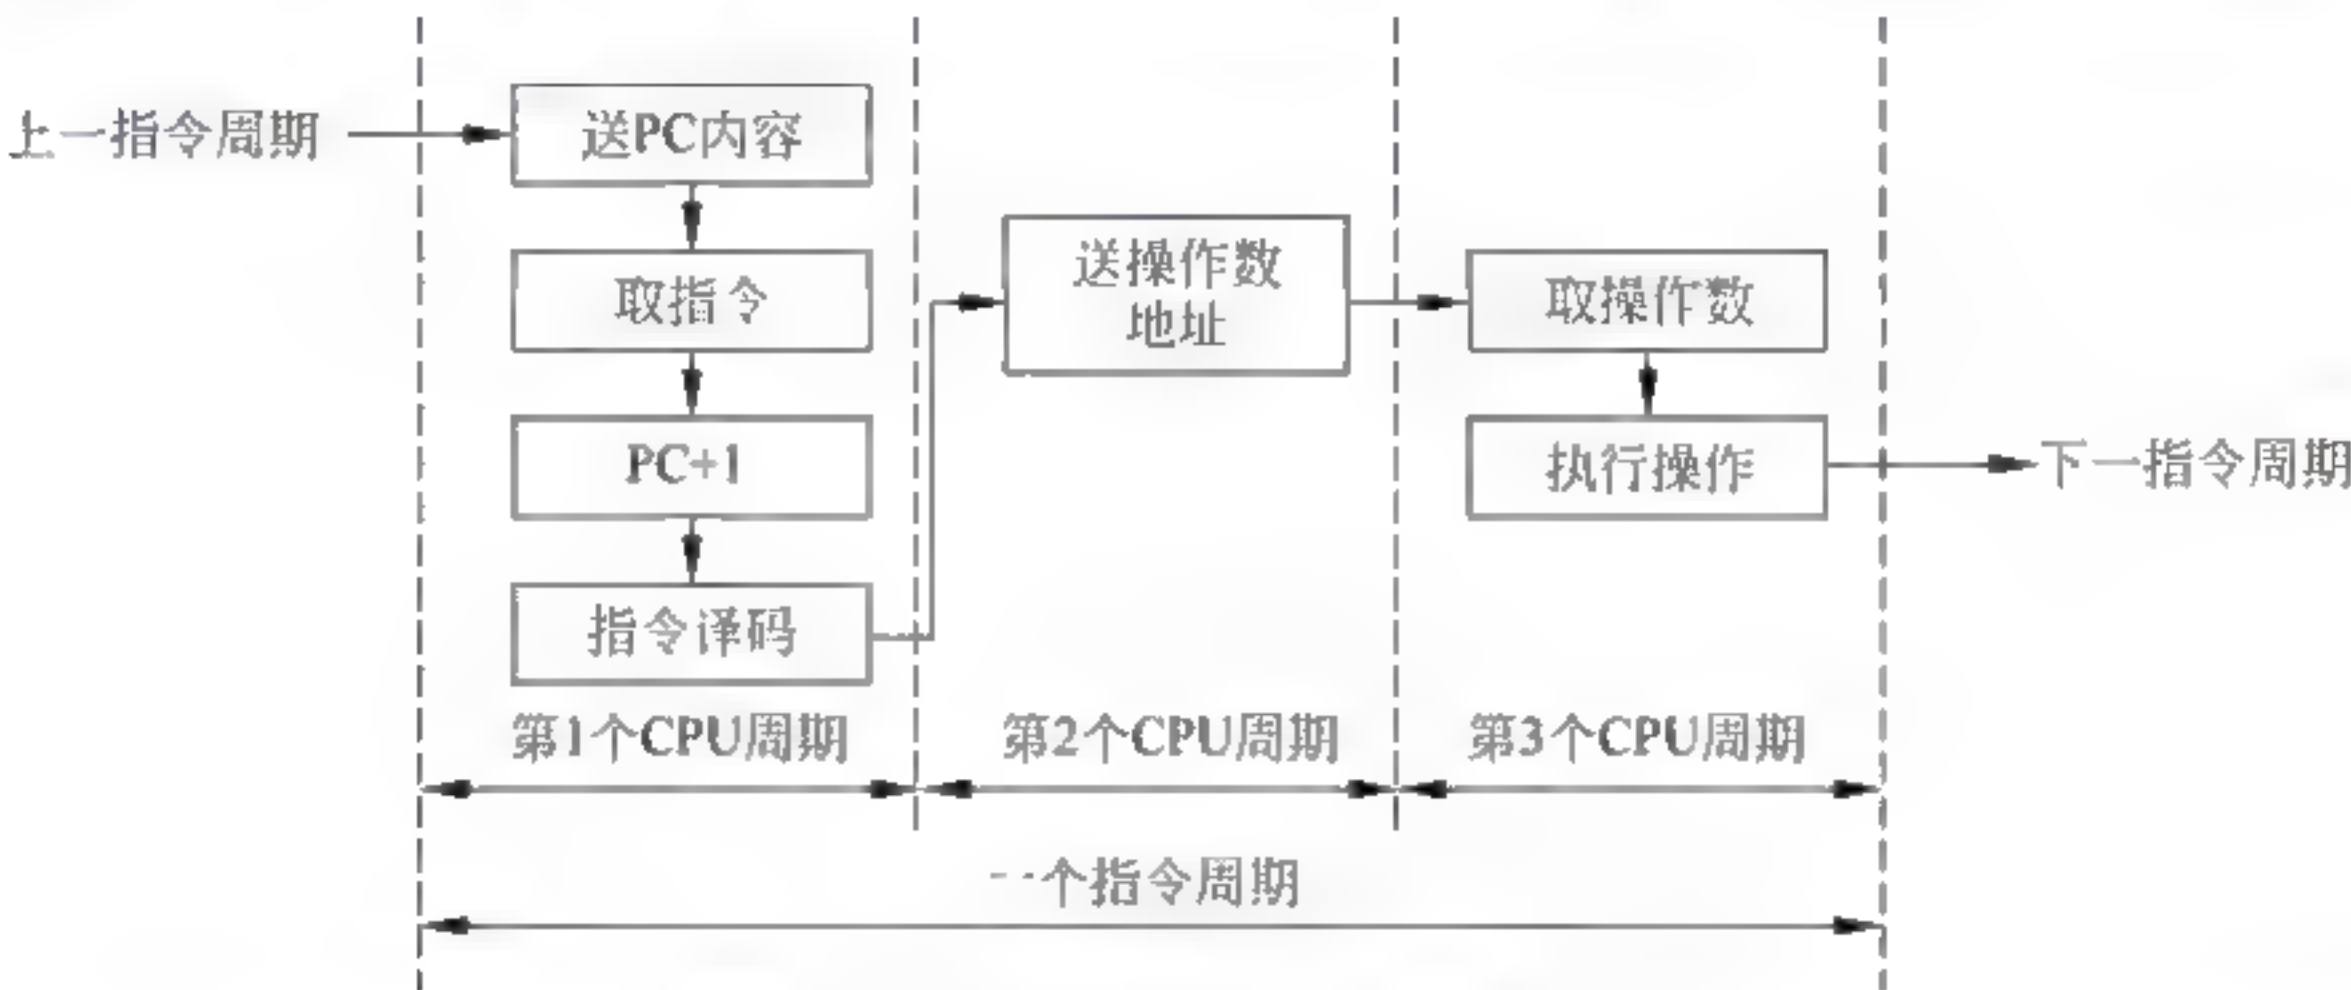 上一指令周期
送PC内容
取指令
PC+1
指令译码
送操作数
地址
取操作数
执行操作
下一指令周期
第1个CPU周期
第2个CPU周期
第3个CPU周期
一个指令周期